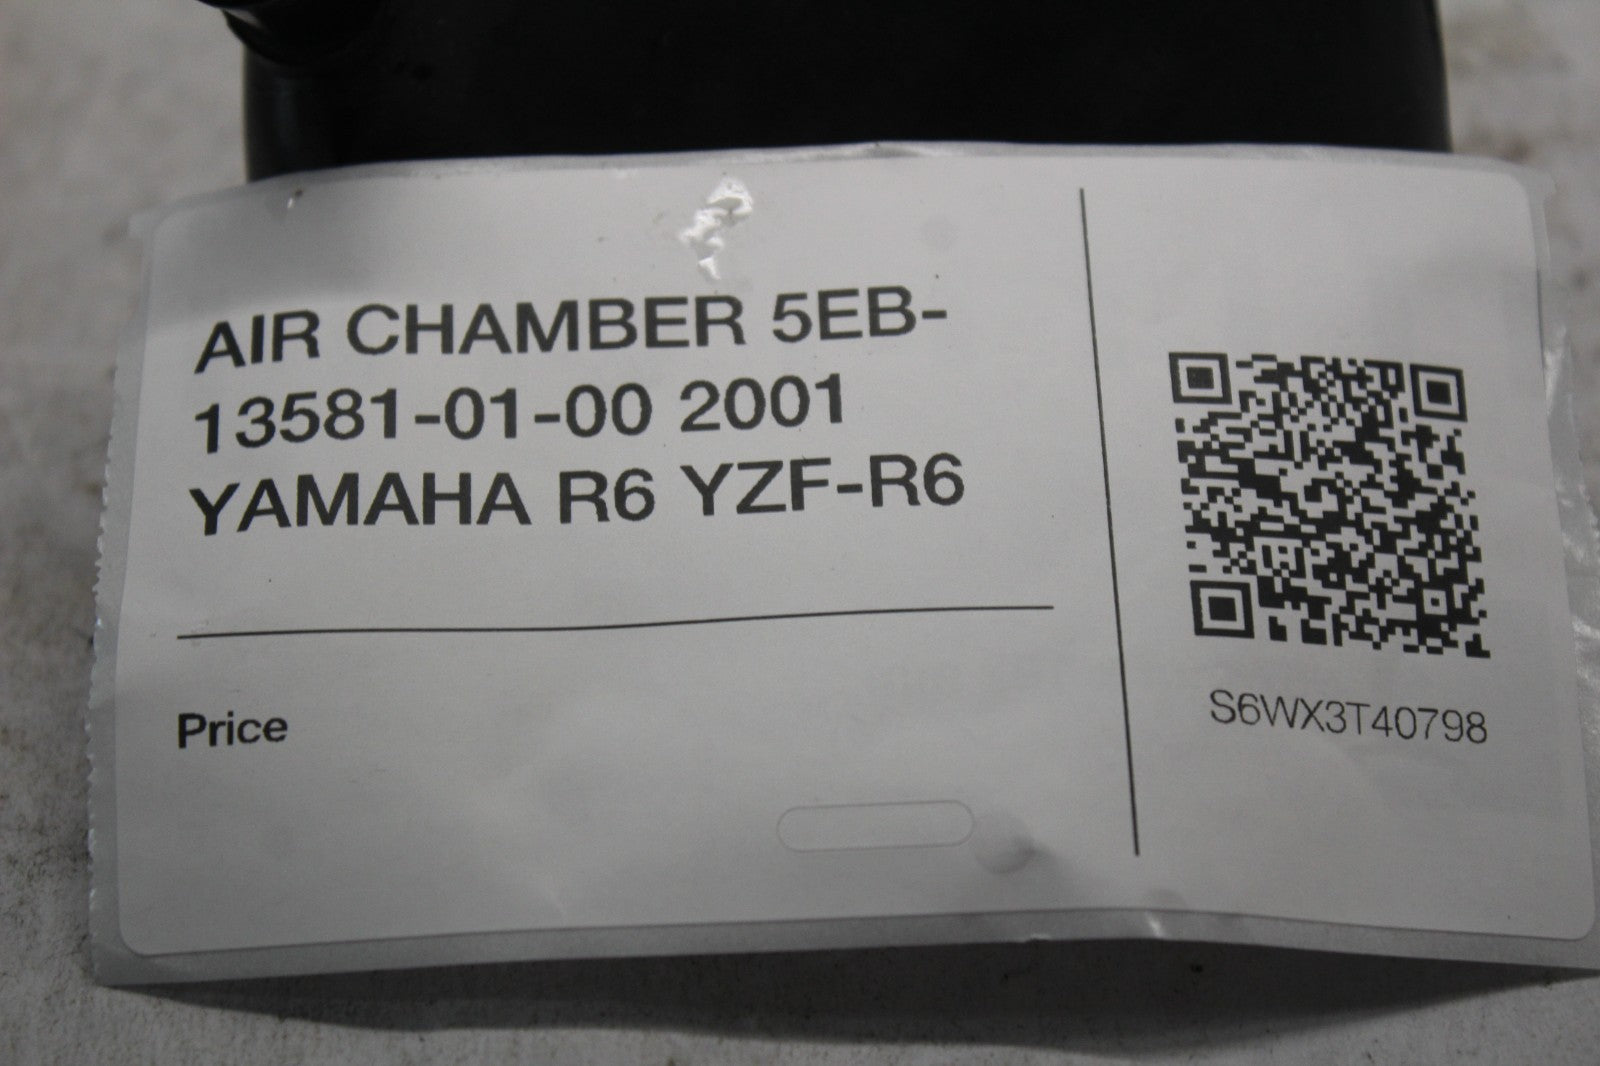 AIR CHAMBER 5EB-
13581-01-00 2001
YAMAHA R6 YZF-R6
Price
S6WX3T40798